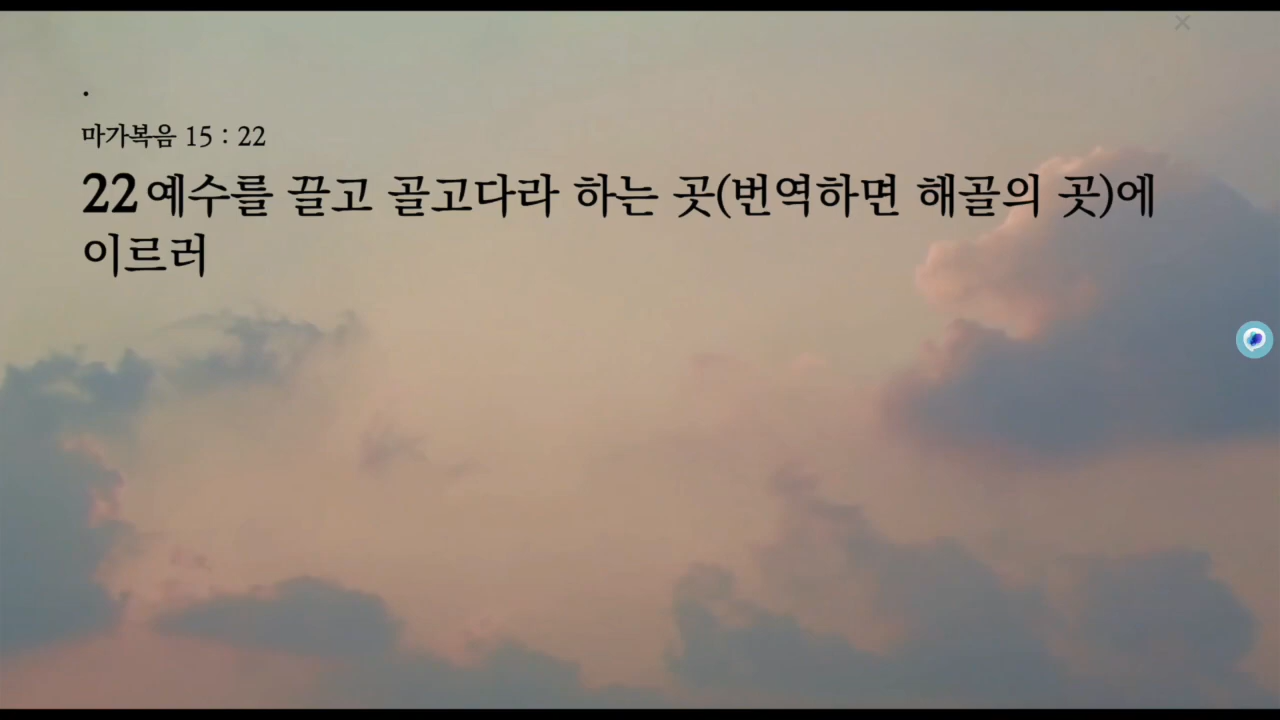 .
마가복음 15 : 22
22 예수를 끌고 골고다라 하는 곳(번역하면 해골의 곳)에
이르러